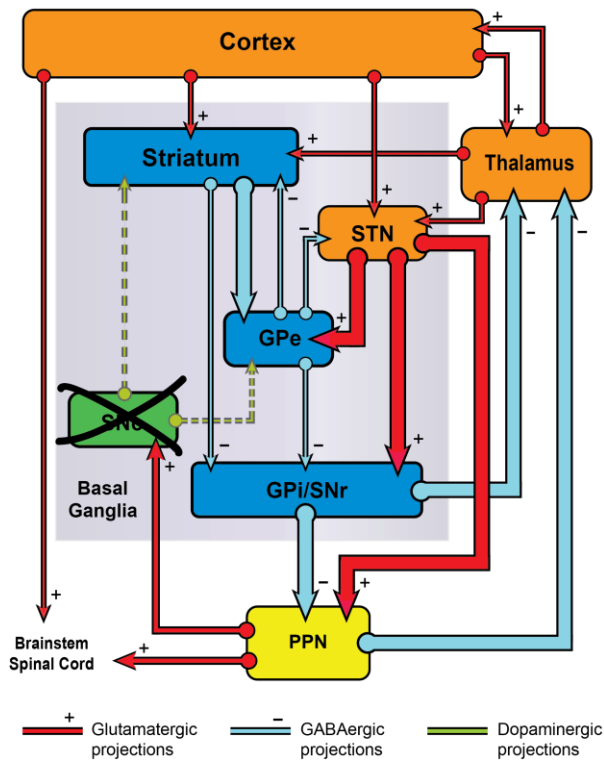 Cortex
+
+
+
+
Striatum
+
Thalamus
−
+
+
STN
−
−
−
+
GPe
+
−
−
+
GPi/SNr
Basal
Ganglia
−
+
+
Brainstem
Spinal Cord
+
PPN
+ Glutamatergic
projections
− GABAergic
projections
Dopaminergic
projections